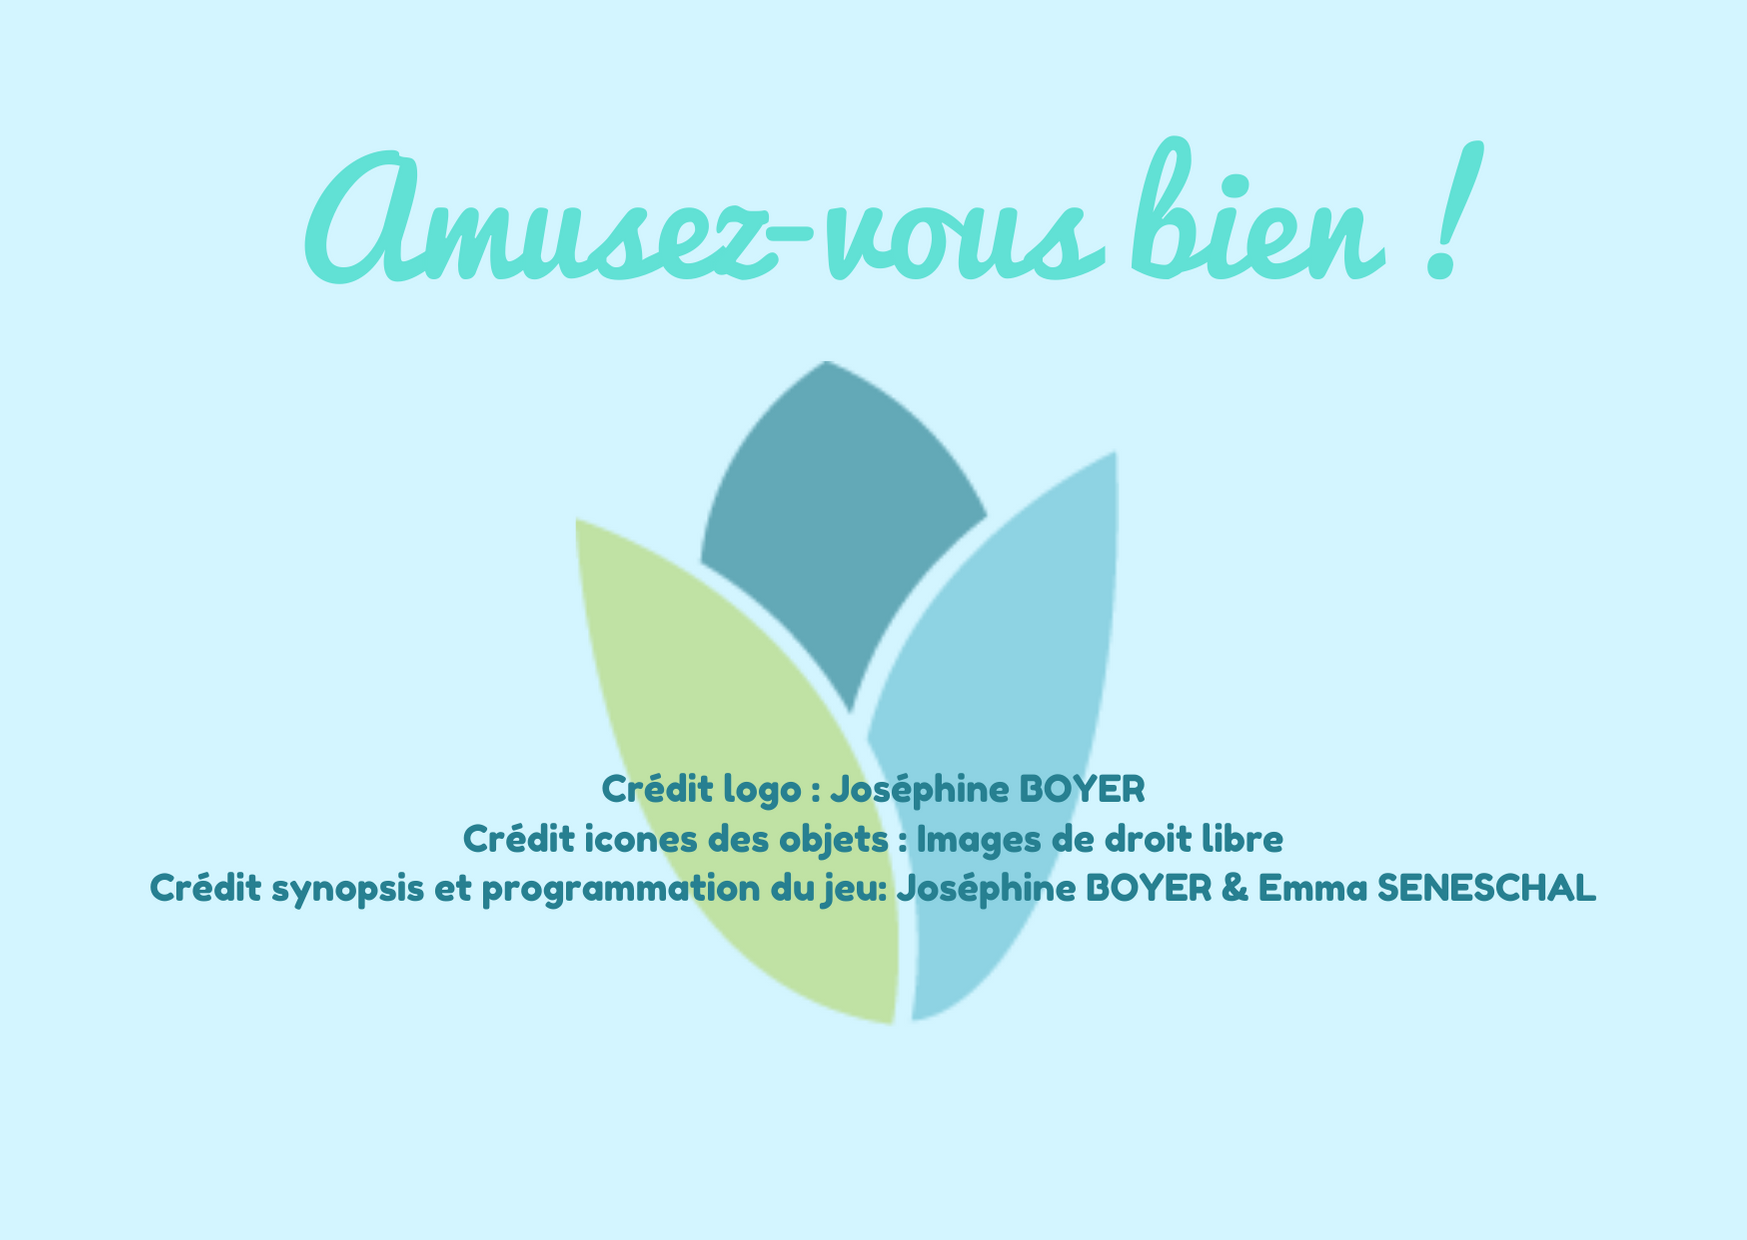 Amusez-vous bien !
Crédit logo : Joséphine BOYER
Crédit icones des objets : Images de droit libre
Crédit synopsis et programmation du jeu: Joséphine BOYER & Emma SENESCHAL